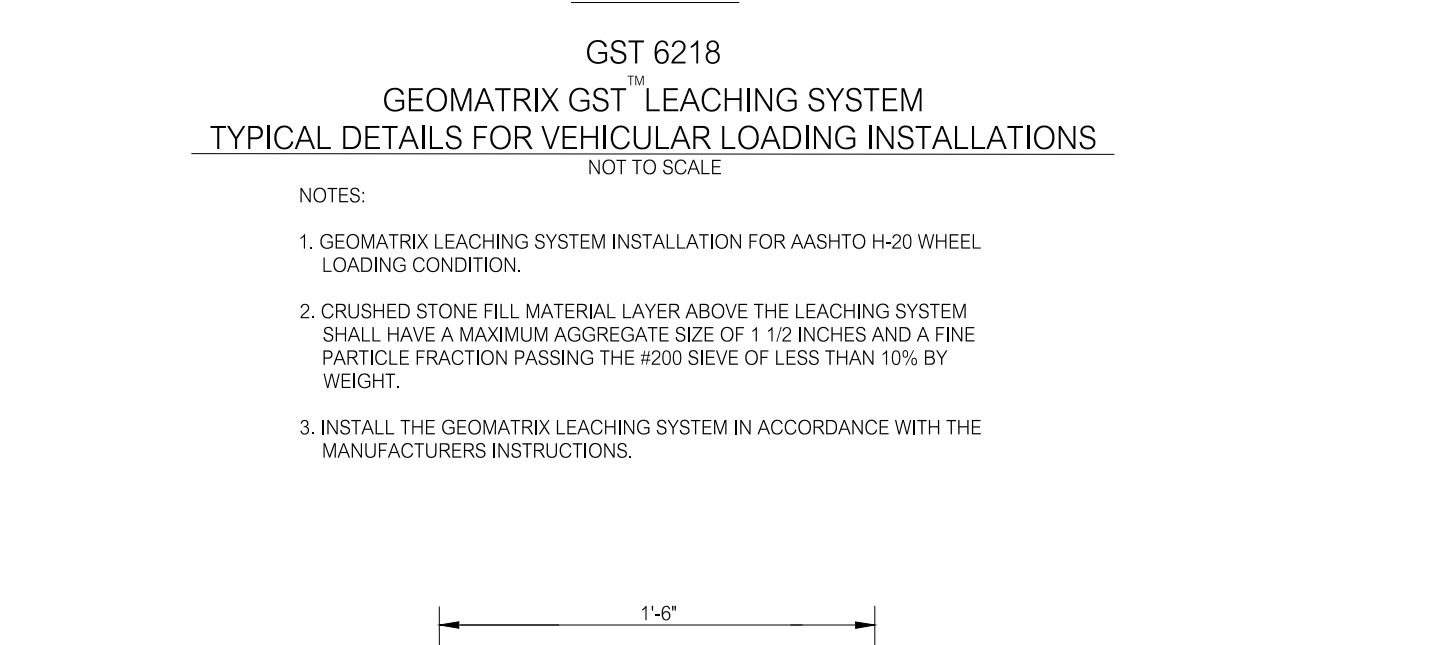 GST 6218
GEOMATRIX GST™ LEACHING SYSTEM
TYPICAL DETAILS FOR VEHICULAR LOADING INSTALLATIONS
NOT TO SCALE
NOTES:
1. GEOMATRIX LEACHING SYSTEM INSTALLATION FOR AASHTO H-20 WHEEL
LOADING CONDITION.
2. CRUSHED STONE FILL MATERIAL LAYER ABOVE THE LEACHING SYSTEM
SHALL HAVE A MAXIMUM AGGREGATE SIZE OF 1 1/2 INCHES AND A FINE
PARTICLE FRACTION PASSING THE #200 SIEVE OF LESS THAN 10% BY
WEIGHT.
3. INSTALL THE GEOMATRIX LEACHING SYSTEM IN ACCORDANCE WITH THE
MANUFACTURERS INSTRUCTIONS.
1'-6"